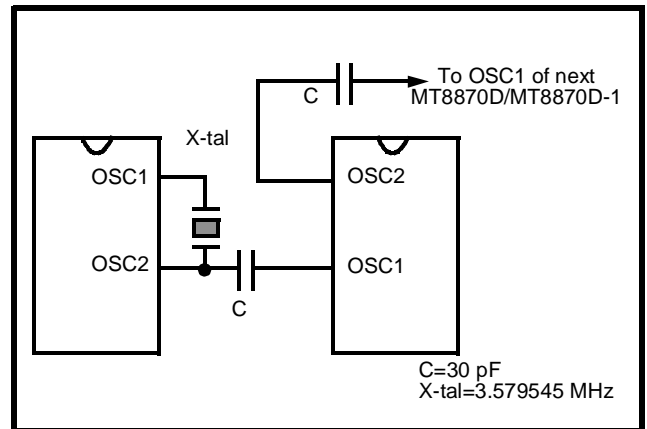 To OSC1 of next
MT8870D/MT8870D-1
C
X-tal
OSC1
OSC2
OSC2
OSC1
C
C=30 pF
X-tal=3.579545 MHz